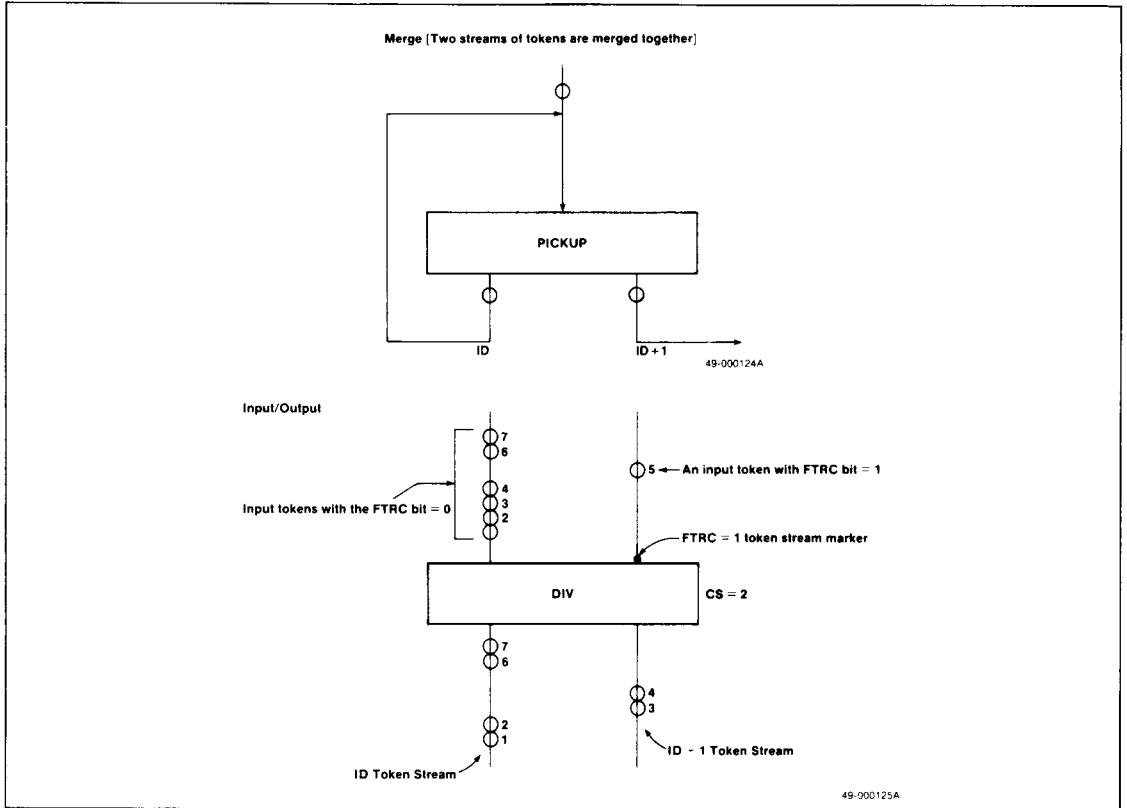 Merge [Two streams of tokens are merged together]
PICKUP
ID
ID + 1
49-000124A
Input/Output
7
6
5 An input token with FTRC bit = 1
4
3
Input tokens with the FTRC bit = 0
2
FTRC = 1 token stream marker
DIV
CS = 2
7
6
4
3
2
1
ID - 1 Token Stream
ID Token Stream
49-000125A